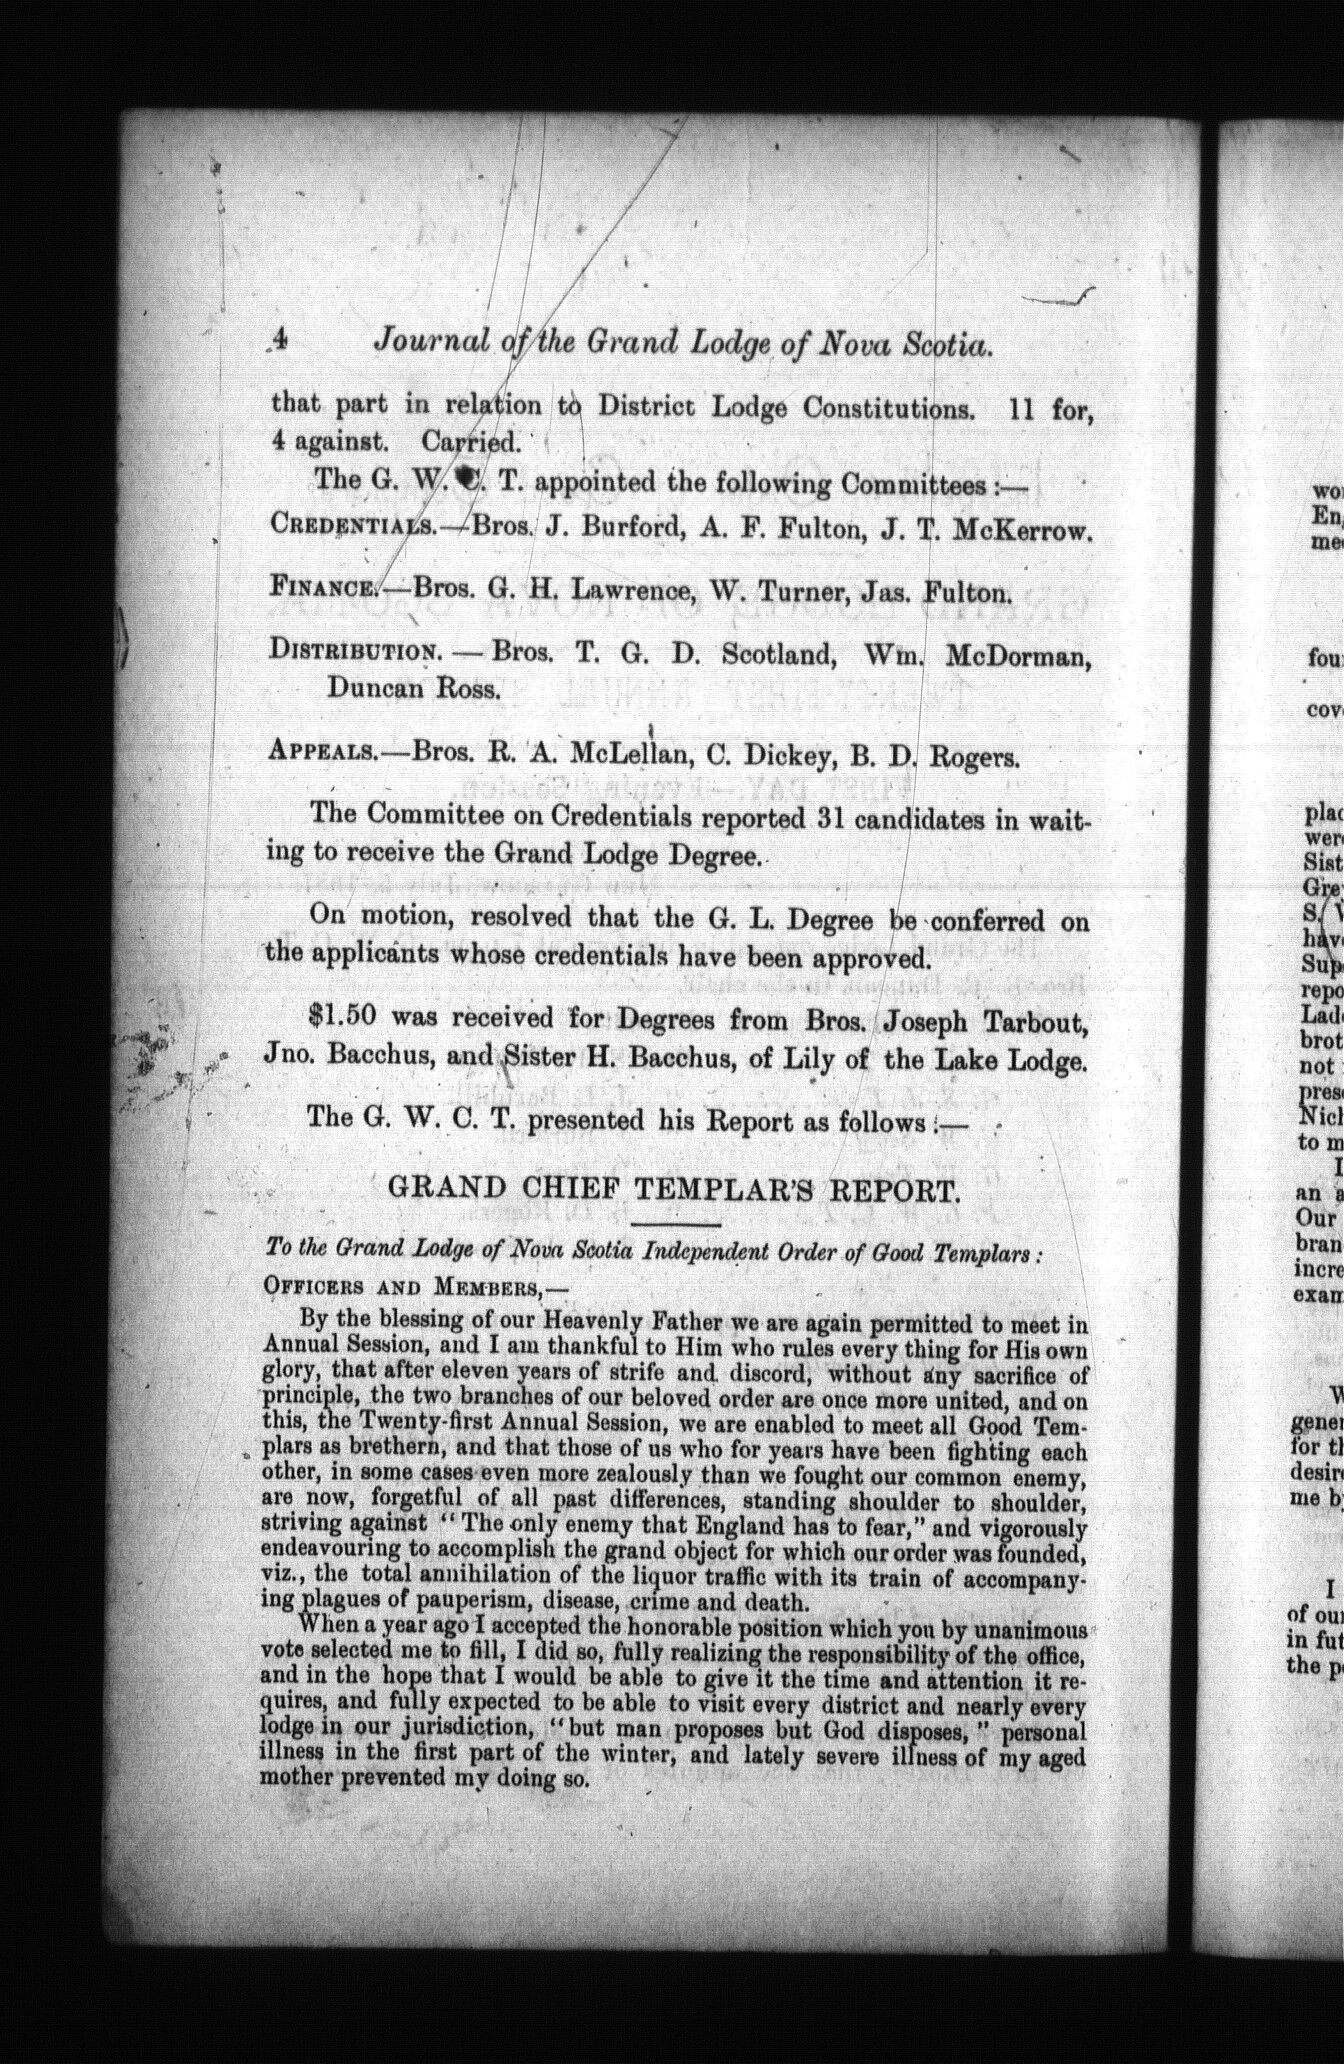 4 Journal of the Grand Lodge of Nova Scotia.
that part in relation to District Lodge Constitutions. 11 for,
4 against. Carried.
The G. W. C. T. appointed the following Committees :—
CREDENTIALS.—Bros. J. Burford, A. F. Fulton, J. T. McKerrow.
FINANCE.—Bros. G. H. Lawrence, W. Turner, Jas. Fulton.
DISTRIBUTION. — Bros. T. G. D. Scotland, Wm. McDorman,
Duncan Ross.
APPEALS.—Bros. R. A. McLellan, C. Dickey, B. D. Rogers.
The Committee on Credentials reported 31 candidates in wait-
ing to receive the Grand Lodge Degree.
On motion, resolved that the G. L. Degree be conferred on
the applicants whose credentials have been approved.
$1.50 was received for Degrees from Bros. Joseph Tarbout,
Jno. Bacchus, and Sister H. Bacchus, of Lily of the Lake Lodge.
The G. W. C. T. presented his Report as follows :—
GRAND CHIEF TEMPLAR'S REPORT.
To the Grand Lodge of Nova Scotia Independent Order of Good Templars :
OFFICERS AND MEMBERS,—
By the blessing of our Heavenly Father we are again permitted to meet in
Annual Session, and I am thankful to Him who rules every thing for His own
glory, that after eleven years of strife and discord, without any sacrifice of
principle, the two branches of our beloved order are once more united, and on
this, the Twenty-first Annual Session, we are enabled to meet all Good Tem-
plars as brethern, and that those of us who for years have been fighting each
other, in some cases even more zealously than we fought our common enemy,
are now, forgetful of all past differences, standing shoulder to shoulder,
striving against "The only enemy that England has to fear," and vigorously
endeavouring to accomplish the grand object for which our order was founded,
viz., the total annihilation of the liquor traffic with its train of accompany-
ing plagues of pauperism, disease, crime and death.
When a year ago I accepted the honorable position which you by unanimous
vote selected me to fill, I did so, fully realizing the responsibility of the office,
and in the hope that I would be able to give it the time and attention it re-
quires, and fully expected to be able to visit every district and nearly every
lodge in our jurisdiction, "but man proposes but God disposes," personal
illness in the first part of the winter, and lately severe illness of my aged
mother prevented my doing so.